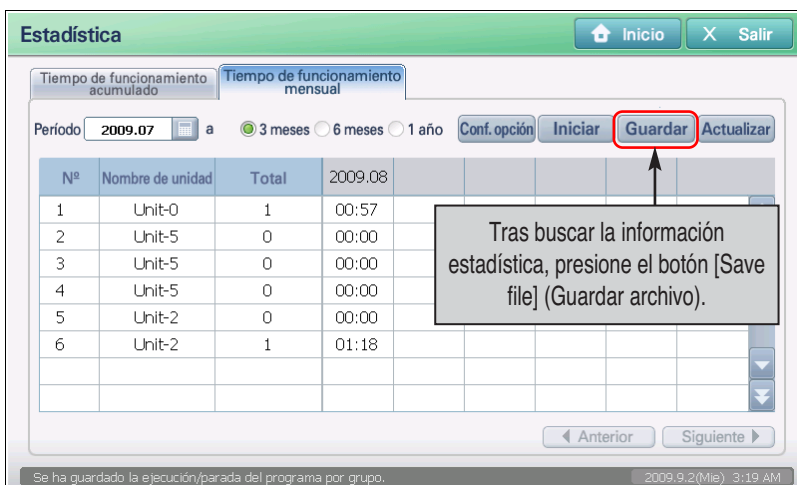 Estadística
Inicio
X Salir
Tiempo de funcionamiento
acumulado
Tiempo de funcionamiento
mensual
Período 2009.07 a 3 meses 6 meses 1 año Conf. opción Iniciar Guardar Actualizar
Nº Nombre de unidad Total 2009.08
1 Unit-0 1 00:57
2 Unit-5 0 00:00
3 Unit-5 0 00:00
4 Unit-5 0 00:00
5 Unit-2 0 00:00
6 Unit-2 1 01:18
Tras buscar la información
estadística, presione el botón [Save
file] (Guardar archivo).
Anterior Siguiente
Se ha guardado la ejecución/parada del programa por grupo. 2009.9.2(Mie) 3:19 AM